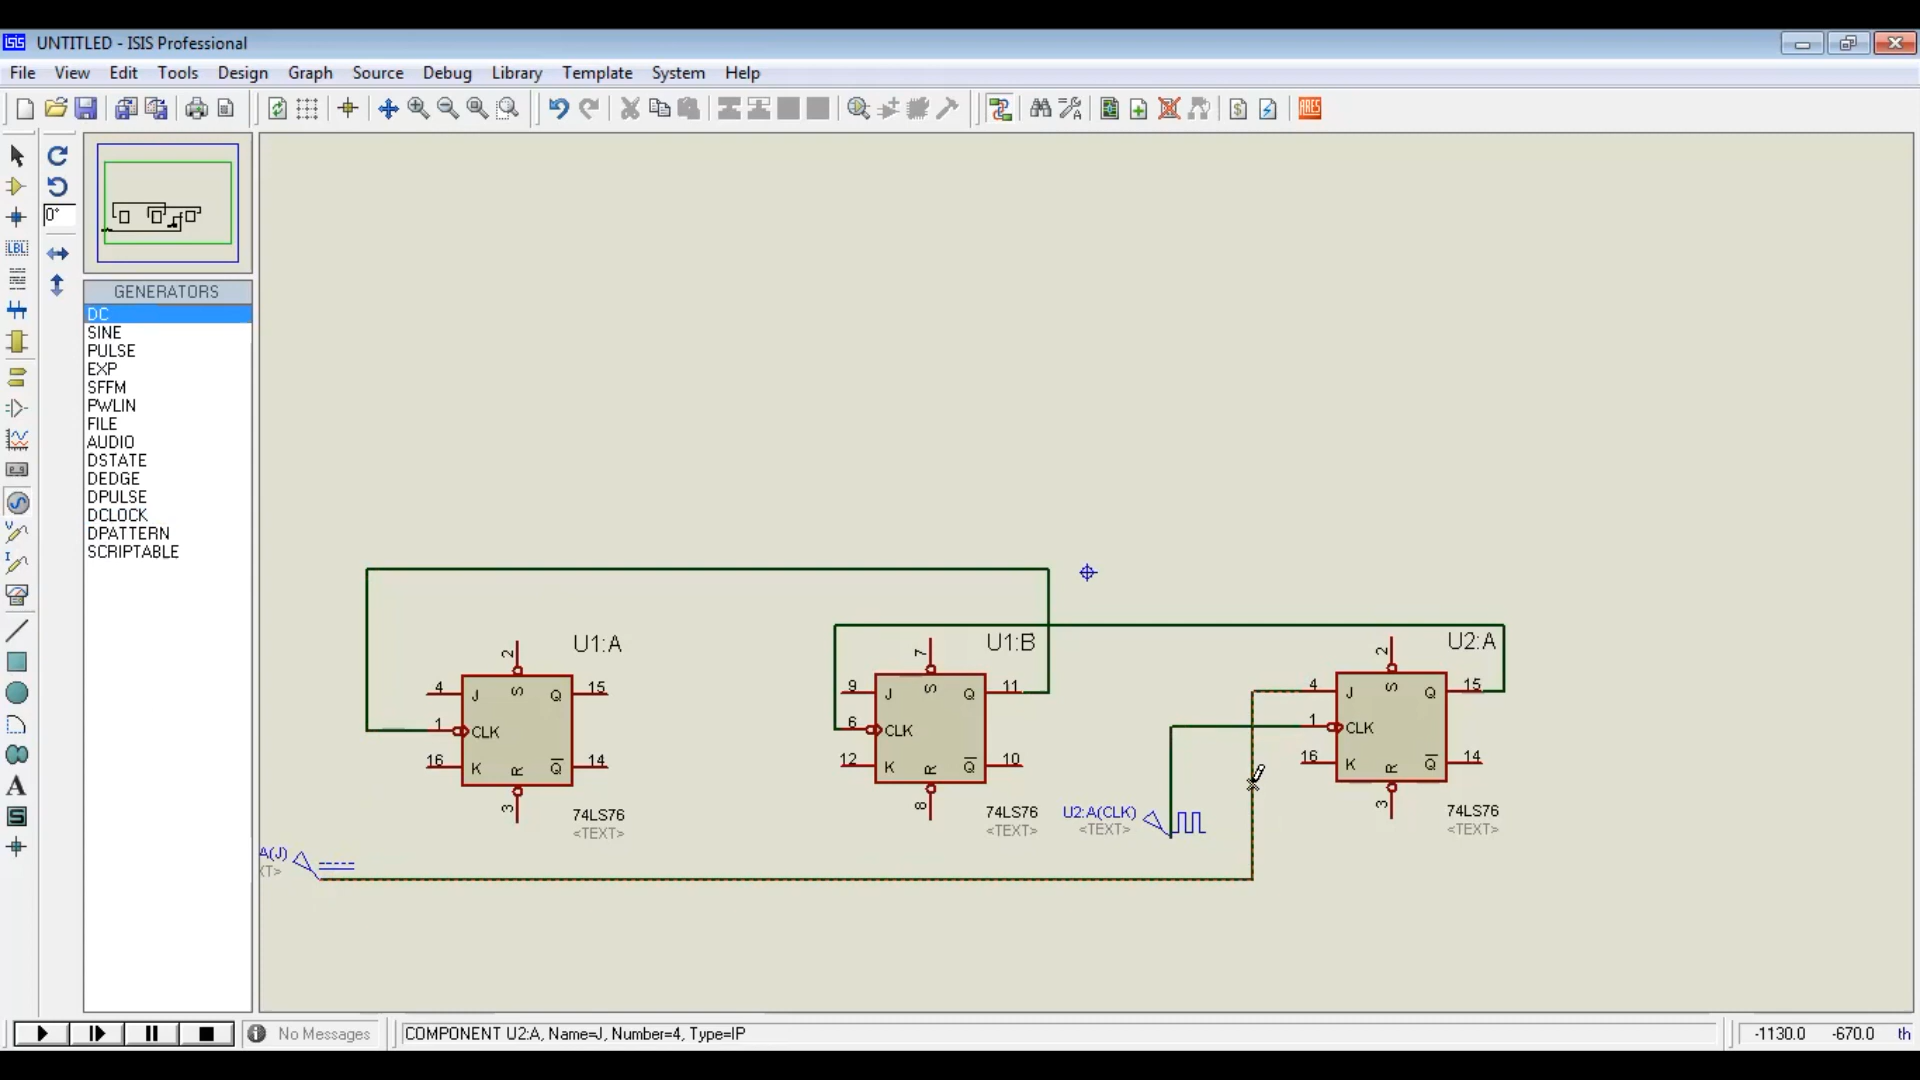 UNTITLED - ISIS Professional
File View Edit Tools Design Graph Source Debug Library Template System Help
ARES
LBL
0°
GENERATORS
DC
SINE
PULSE
EXP
SFFM
PWLIN
FILE
AUDIO
DSTATE
DEDGE
DPULSE
DCLOCK
DPATTERN
SCRIPTABLE
U1:A
2
4 J S Q 15
1 CLK
16 K R Q 14
3
74LS76
<TEXT>
U1:B
7
9 J S Q 11
6 CLK
12 K R Q 10
8
74LS76
<TEXT>
U2:A
2
4 J S Q 15
1 CLK
16 K R Q 14
3
74LS76
<TEXT>
U2:A(CLK)
<TEXT>
A(J)
XT>
No Messages
COMPONENT U2:A, Name=J, Number=4, Type=IP
-1130.0 -670.0 th